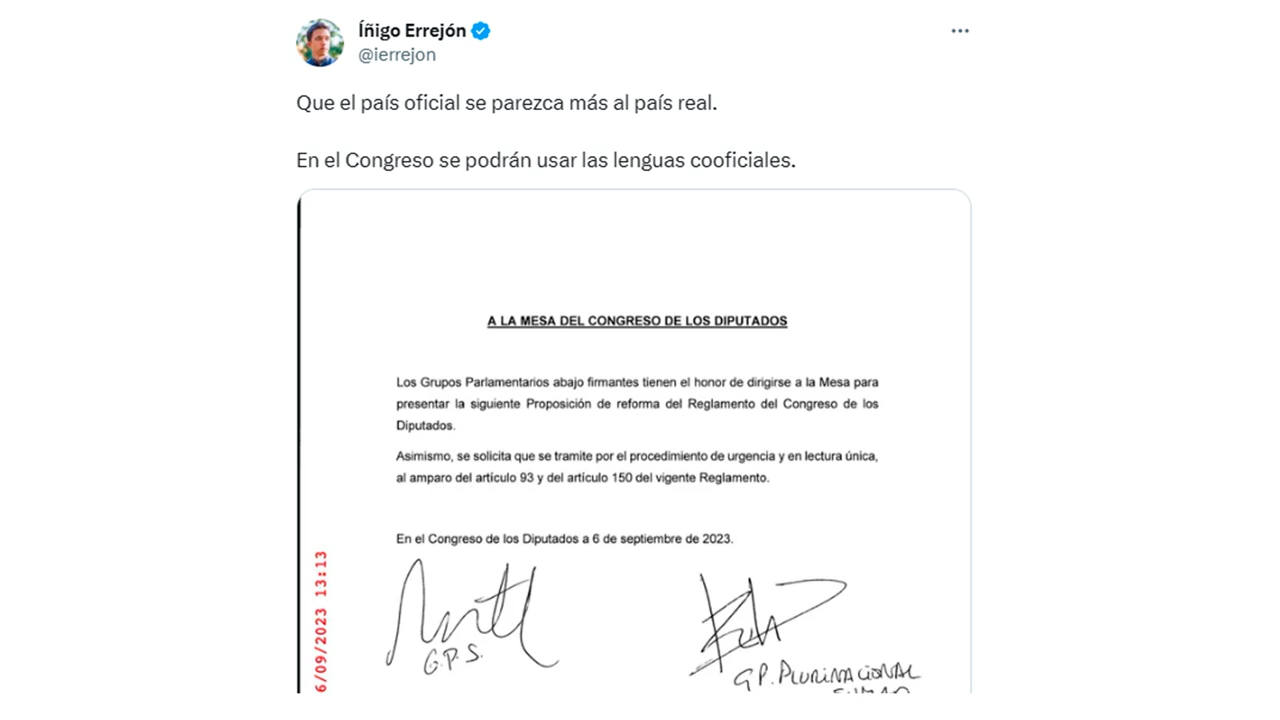 Íñigo Errejón
@ierrejon
Que el país oficial se parezca más al país real.
En el Congreso se podrán usar las lenguas cooficiales.
A LA MESA DEL CONGRESO DE LOS DIPUTADOS
Los Grupos Parlamentarios abajo firmantes tienen el honor de dirigirse a la Mesa para
presentar la siguiente Proposición de reforma del Reglamento del Congreso de los
Diputados.
Asimismo, se solicita que se tramite por el procedimiento de urgencia y en lectura única,
al amparo del artículo 93 y del artículo 150 del vigente Reglamento.
En el Congreso de los Diputados a 6 de septiembre de 2023.
6/09/2023 13:13
G.P.S.
GP. PLURINACIONAL